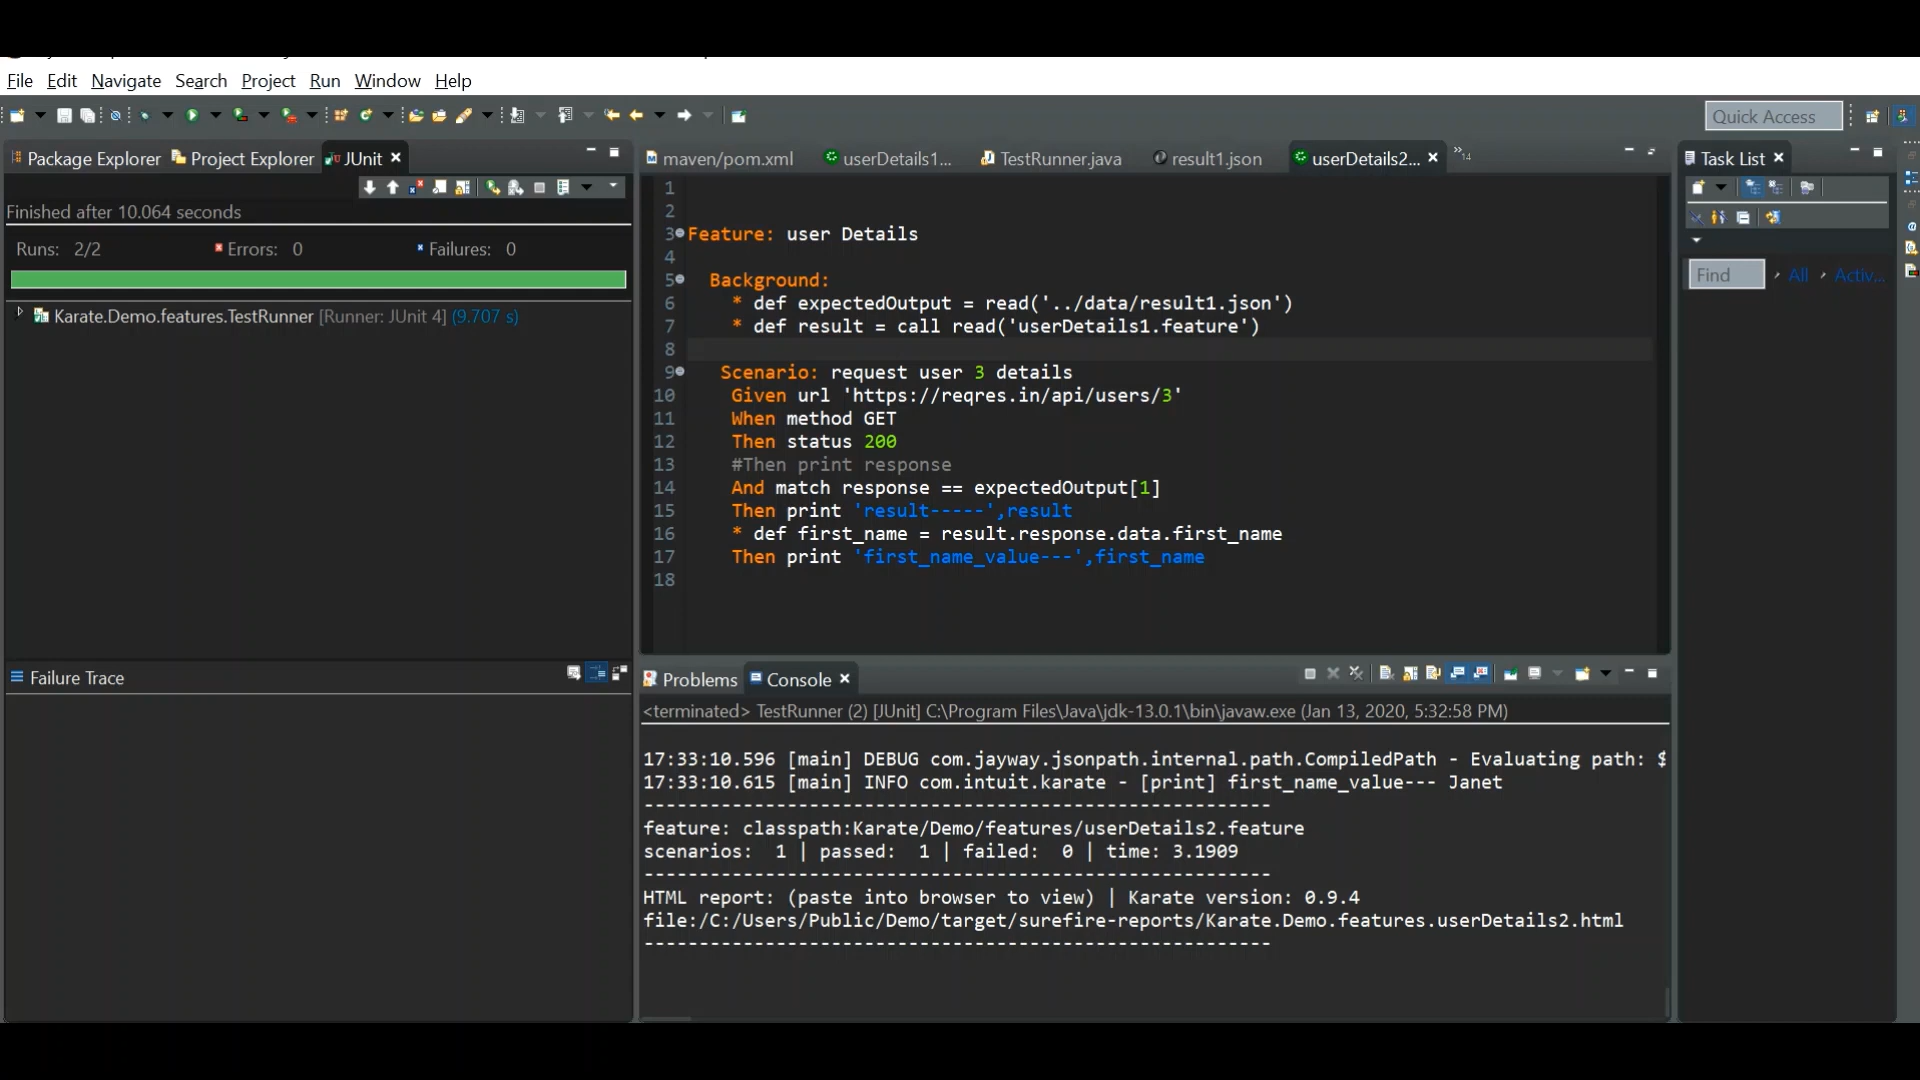 File Edit Navigate Search Project Run Window Help
Quick Access
Package Explorer Project Explorer JUnit
Finished after 10.064 seconds
Runs: 2/2 Errors: 0 Failures: 0
Karate.Demo.features.TestRunner [Runner: JUnit 4] (9.707 s)
Failure Trace
maven/pom.xml userDetails1... TestRunner.java result1.json userDetails2... »14
1
2
3 Feature: user Details
4
5 Background:
6 * def expectedOutput = read('../data/result1.json')
7 * def result = call read('userDetails1.feature')
8
9 Scenario: request user 3 details
10 Given url 'https://reqres.in/api/users/3'
11 When method GET
12 Then status 200
13 #Then print response
14 And match response == expectedOutput[1]
15 Then print 'result-----',result
16 * def first_name = result.response.data.first_name
17 Then print 'first_name_value---',first_name
18
Problems Console
<terminated> TestRunner (2) [JUnit] C:\Program Files\Java\jdk-13.0.1\bin\javaw.exe (Jan 13, 2020, 5:32:58 PM)
17:33:10.596 [main] DEBUG com.jayway.jsonpath.internal.path.CompiledPath - Evaluating path: $
17:33:10.615 [main] INFO com.intuit.karate - [print] first_name_value--- Janet
---------------------------------------------------------
feature: classpath:Karate/Demo/features/userDetails2.feature
scenarios: 1 | passed: 1 | failed: 0 | time: 3.1909
---------------------------------------------------------
HTML report: (paste into browser to view) | Karate version: 0.9.4
file:/C:/Users/Public/Demo/target/surefire-reports/Karate.Demo.features.userDetails2.html
---------------------------------------------------------
Task List
Find All Activ...